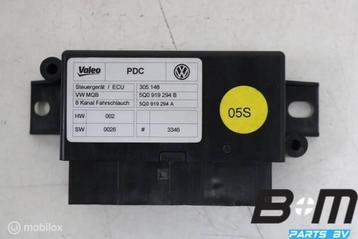 Valeo
PDC
Steuergerät / ECU 305.148
VW MQB 5Q0 919 294 B
8 Kanal Fahrschlauch 5Q0 919 294 A
HW 002
SW 0026 # 3346
05S
mobilox
B+M
PARTS BV